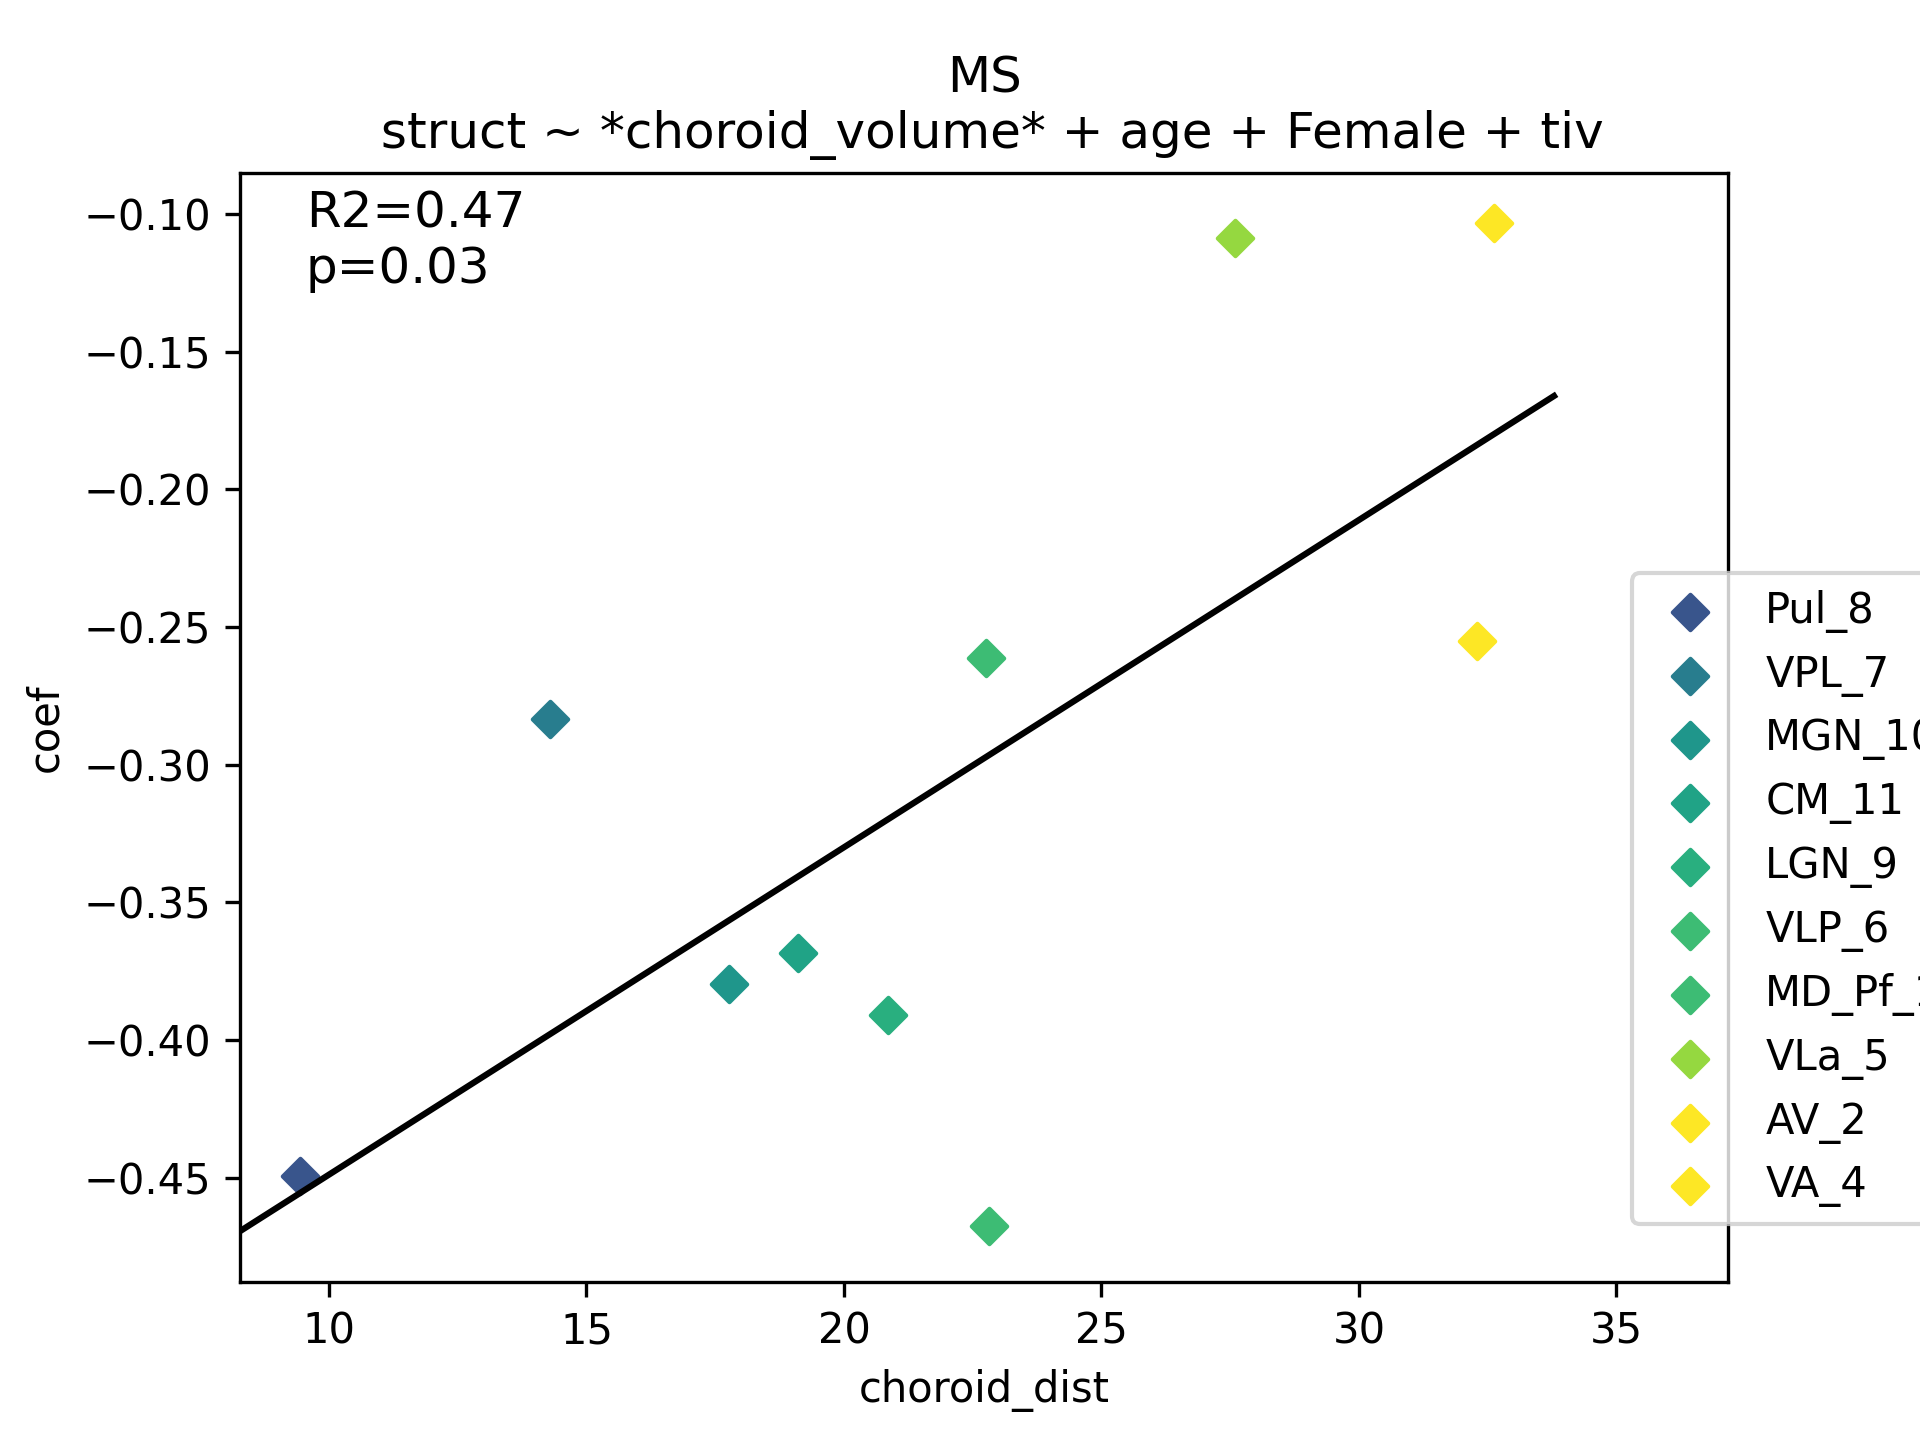 MS
struct ~ *choroid_volume* + age + Female + tiv
R2=0.47
p=0.03
−0.10
−0.15
−0.20
−0.25
−0.30
−0.35
−0.40
−0.45
coef
10 15 20 25 30 35
choroid_dist
Pul_8
VPL_7
MGN_10
CM_11
LGN_9
VLP_6
MD_Pf_
VLa_5
AV_2
VA_4